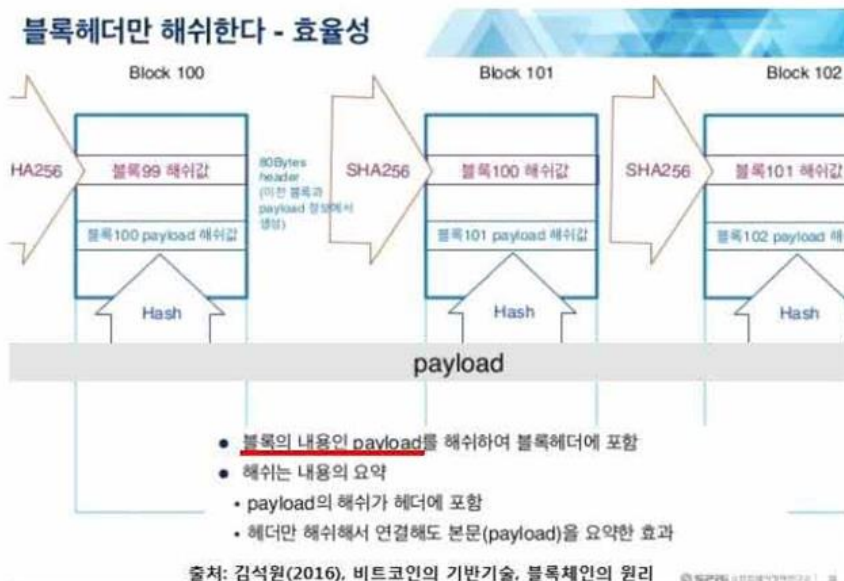 블록헤더만 해쉬한다 - 효율성
Block 100
Block 101
Block 102
HA256
블록99 해쉬값
80Bytes
header
(이전 블록과
payload 정보에서
생성)
SHA256
블록100 해쉬값
SHA256
블록101 해쉬값
블록100 payload 해쉬값
블록101 payload 해쉬값
블록102 payload 해
Hash
Hash
Hash
payload
● 블록의 내용인 payload를 해쉬하여 블록헤더에 포함
● 해쉬는 내용의 요약
• payload의 해쉬가 헤더에 포함
• 헤더만 해쉬해서 연결해도 본문(payload)을 요약한 효과
출처: 김석원(2016), 비트코인의 기반기술, 블록체인의 원리